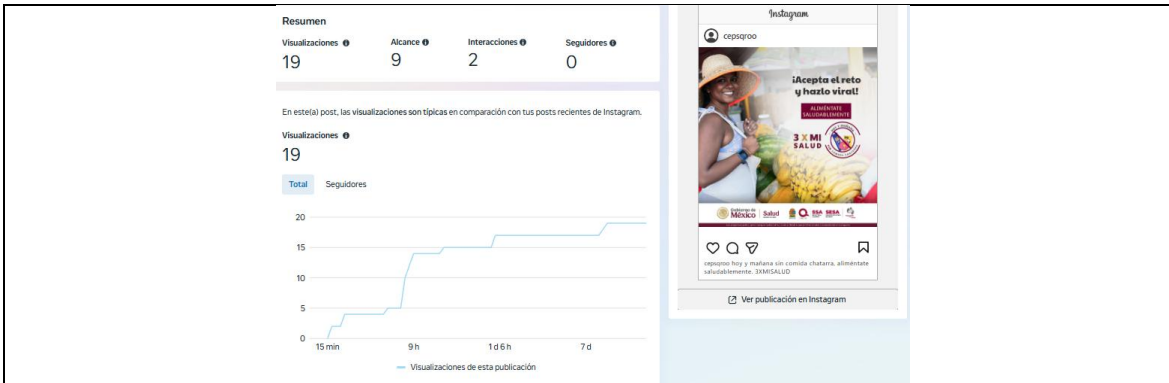 Resumen
Visualizaciones
Alcance
Interacciones
Seguidores
19
9
2
0
En este(a) post, las visualizaciones son típicas en comparación con tus posts recientes de Instagram.
Visualizaciones
19
Total
Seguidores
20
15
10
5
0
15 min
9 h
1 d 6 h
7 d
Visualizaciones de esta publicación
Instagram
cepsqroo
¡Acepta el reto
y hazlo viral!
ALIMÉNTATE
SALUDABLEMENTE
3 X MI
SALUD
Gobierno de
México
Salud
SESA
cepsqroo hoy y mañana sin comida chatarra, aliméntate
saludablemente. 3XMISALUD
Ver publicación en Instagram